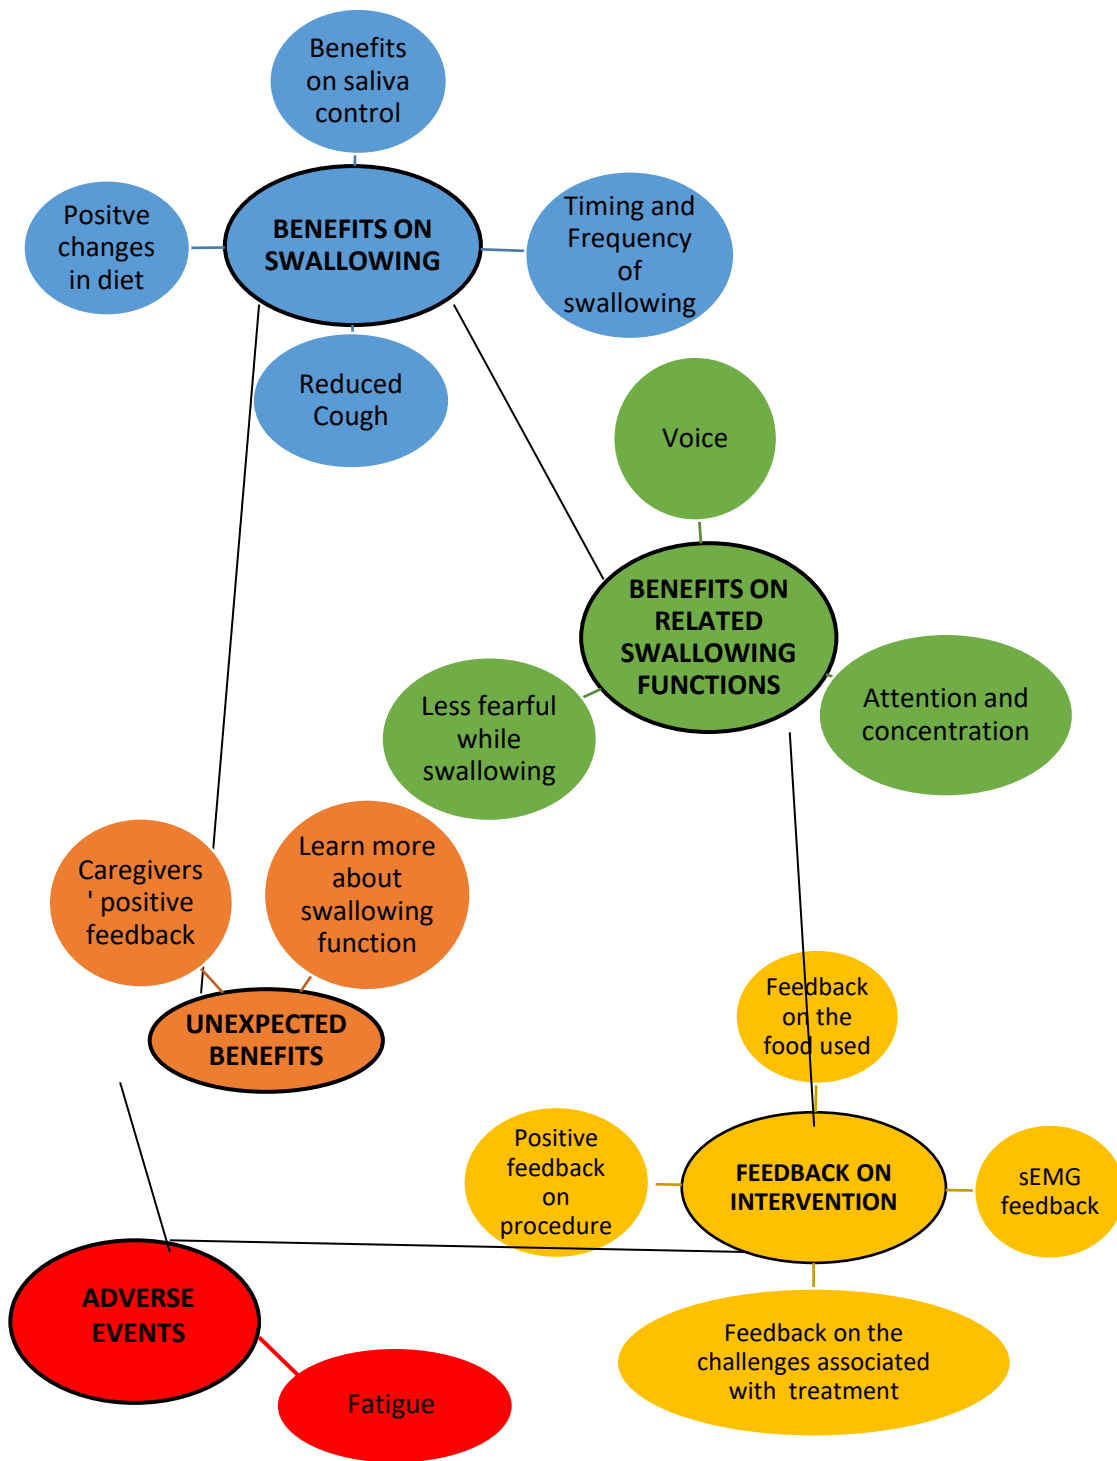 Benefits
on saliva
control
Positve
changes
in diet
BENEFITS ON
SWALLOWING
Timing and
Frequency
of
swallowing
Reduced
Cough
Voice
BENEFITS ON
RELATED
SWALLOWING
FUNCTIONS
Less fearful
while
swallowing
Attention and
concentration
Caregivers
' positive
feedback
Learn more
about
swallowing
function
UNEXPECTED
BENEFITS
Feedback
on the
food used
Positive
feedback
on
procedure
FEEDBACK ON
INTERVENTION
sEMG
feedback
ADVERSE
EVENTS
Feedback on the
challenges associated
with  treatment
Fatigue